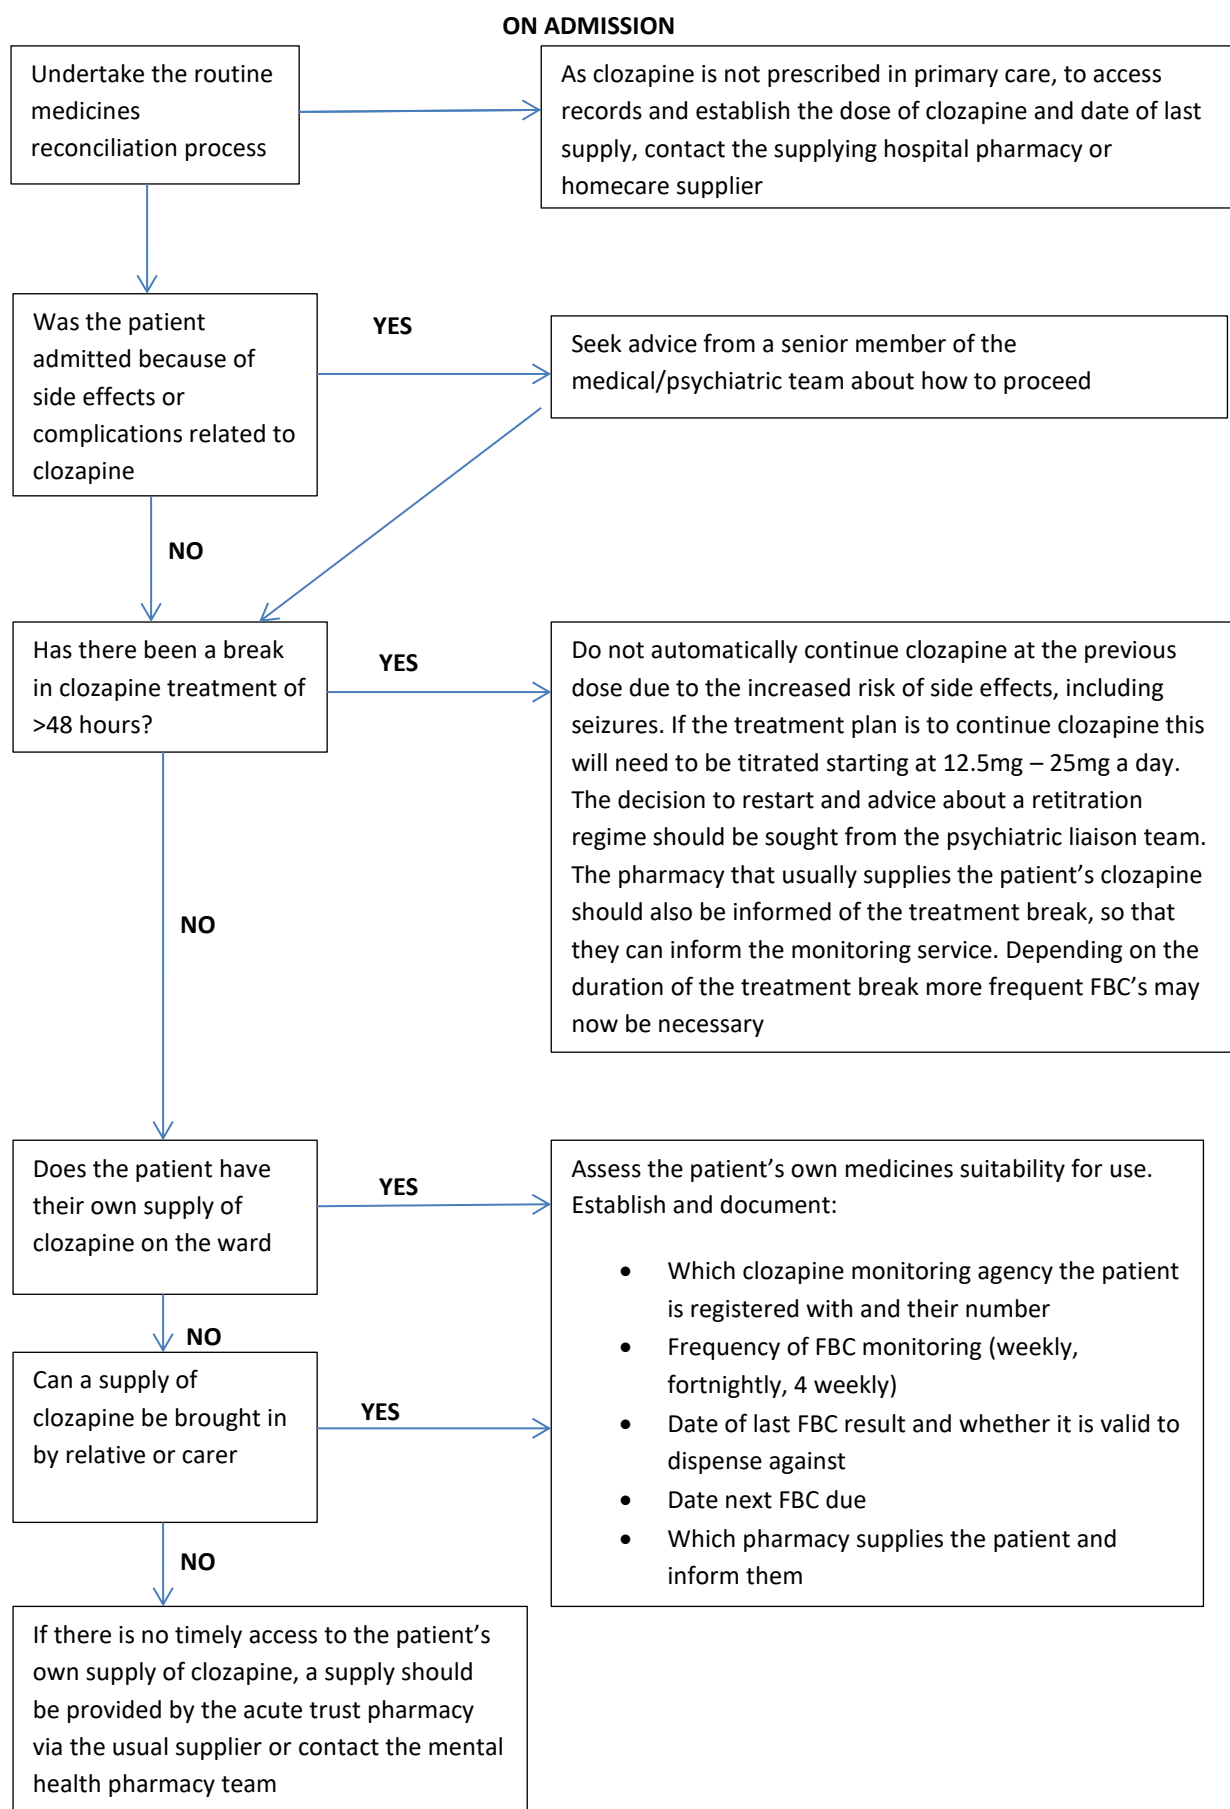 ON ADMISSION
Undertake the routine
medicines
reconciliation process
As clozapine is not prescribed in primary care, to access
records and establish the dose of clozapine and date of last
supply, contact the supplying hospital pharmacy or
homecare supplier
Was the patient
admitted because of
side effects or
complications related to
clozapine
YES
Seek advice from a senior member of the
medical/psychiatric team about how to proceed
NO
Has there been a break
in clozapine treatment of
>48 hours?
YES
Do not automatically continue clozapine at the previous
dose due to the increased risk of side effects, including
seizures. If the treatment plan is to continue clozapine this
will need to be titrated starting at 12.5mg – 25mg a day.
The decision to restart and advice about a retitration
regime should be sought from the psychiatric liaison team.
The pharmacy that usually supplies the patient’s clozapine
should also be informed of the treatment break, so that
they can inform the monitoring service. Depending on the
duration of the treatment break more frequent FBC’s may
now be necessary
NO
Does the patient have
their own supply of
clozapine on the ward
YES
Assess the patient’s own medicines suitability for use.
Establish and document:
• Which clozapine monitoring agency the patient
is registered with and their number
• Frequency of FBC monitoring (weekly,
fortnightly, 4 weekly)
• Date of last FBC result and whether it is valid to
dispense against
• Date next FBC due
• Which pharmacy supplies the patient and
inform them
NO
Can a supply of
clozapine be brought in
by relative or carer
YES
NO
If there is no timely access to the patient’s
own supply of clozapine, a supply should
be provided by the acute trust pharmacy
via the usual supplier or contact the mental
health pharmacy team